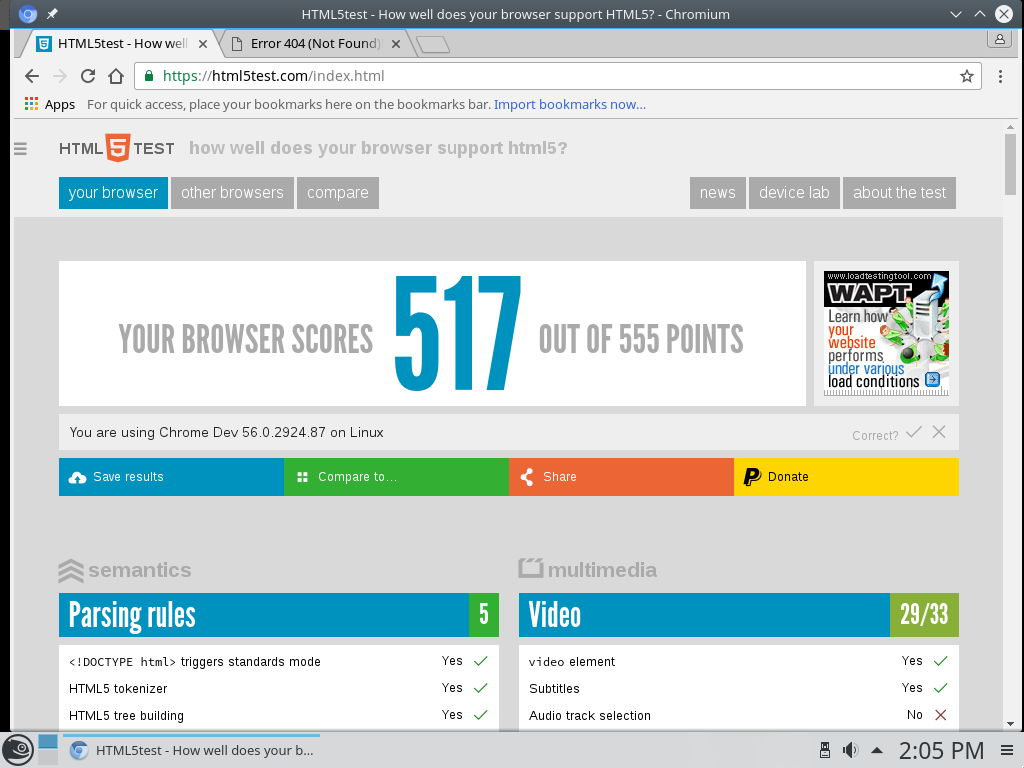 HTML5test - How well does your browser support HTML5? - Chromium
HTML5test - How well
Error 404 (Not Found)
https://html5test.com/index.html
Apps
For quick access, place your bookmarks here on the bookmarks bar. Import bookmarks now...
HTML 5 TEST how well does your browser support html5?
your browser
other browsers
compare
news
device lab
about the test
YOUR BROWSER SCORES 517 OUT OF 555 POINTS
www.loadtestingtool.com
WAPT
Learn how
your
website
performs
under various
load conditions
You are using Chrome Dev 56.0.2924.87 on Linux
Correct?
Save results
Compare to...
Share
Donate
semantics
Parsing rules 5
<!DOCTYPE html> triggers standards mode Yes
HTML5 tokenizer Yes
HTML5 tree building Yes
multimedia
Video 29/33
video element Yes
Subtitles Yes
Audio track selection No
HTML5test - How well does your b...
2:05 PM